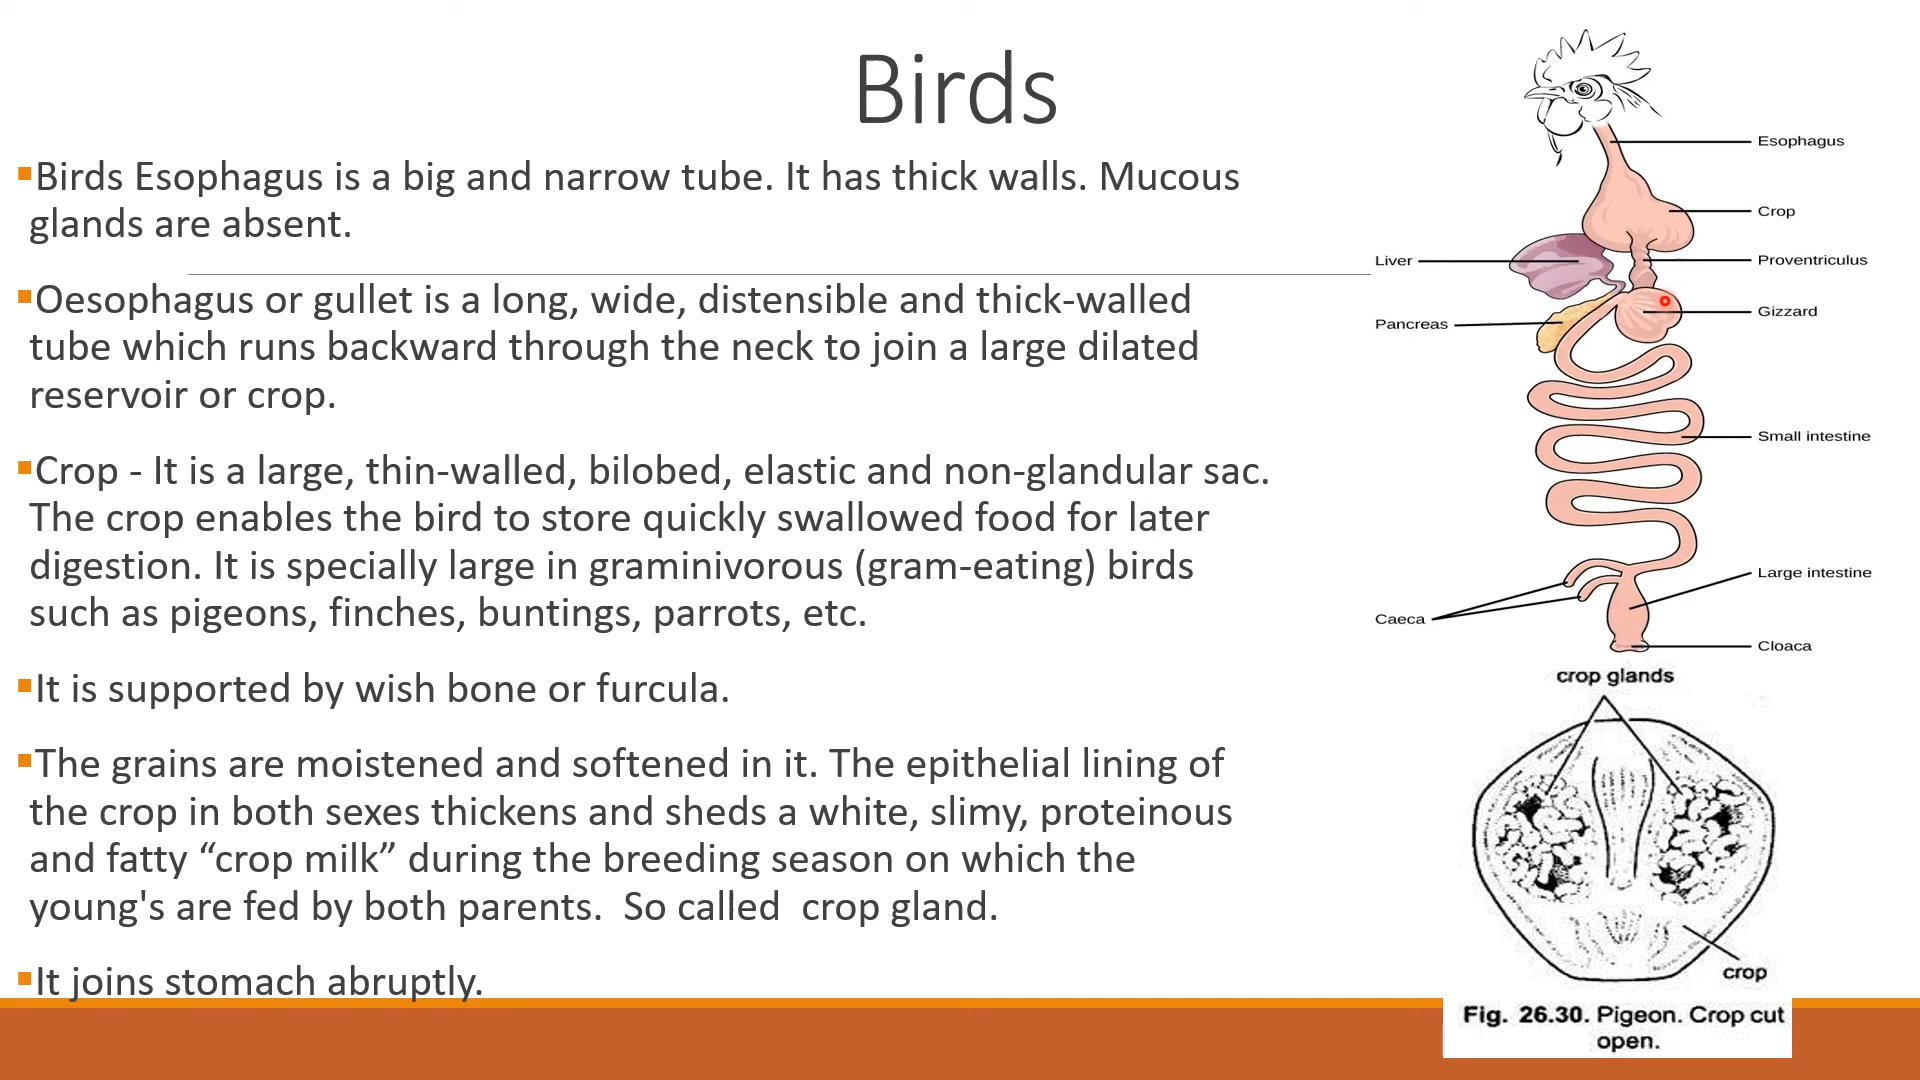 Birds
▪Birds Esophagus is a big and narrow tube. It has thick walls. Mucous
glands are absent.
▪Oesophagus or gullet is a long, wide, distensible and thick-walled
tube which runs backward through the neck to join a large dilated
reservoir or crop.
▪Crop - It is a large, thin-walled, bilobed, elastic and non-glandular sac.
The crop enables the bird to store quickly swallowed food for later
digestion. It is specially large in graminivorous (gram-eating) birds
such as pigeons, finches, buntings, parrots, etc.
▪It is supported by wish bone or furcula.
▪The grains are moistened and softened in it. The epithelial lining of
the crop in both sexes thickens and sheds a white, slimy, proteinous
and fatty “crop milk” during the breeding season on which the
young's are fed by both parents.  So called  crop gland.
▪It joins stomach abruptly.
Esophagus
Crop
Liver
Proventriculus
Gizzard
Pancreas
Small intestine
Large intestine
Caeca
Cloaca
crop glands
crop
Fig. 26.30. Pigeon. Crop cut
open.